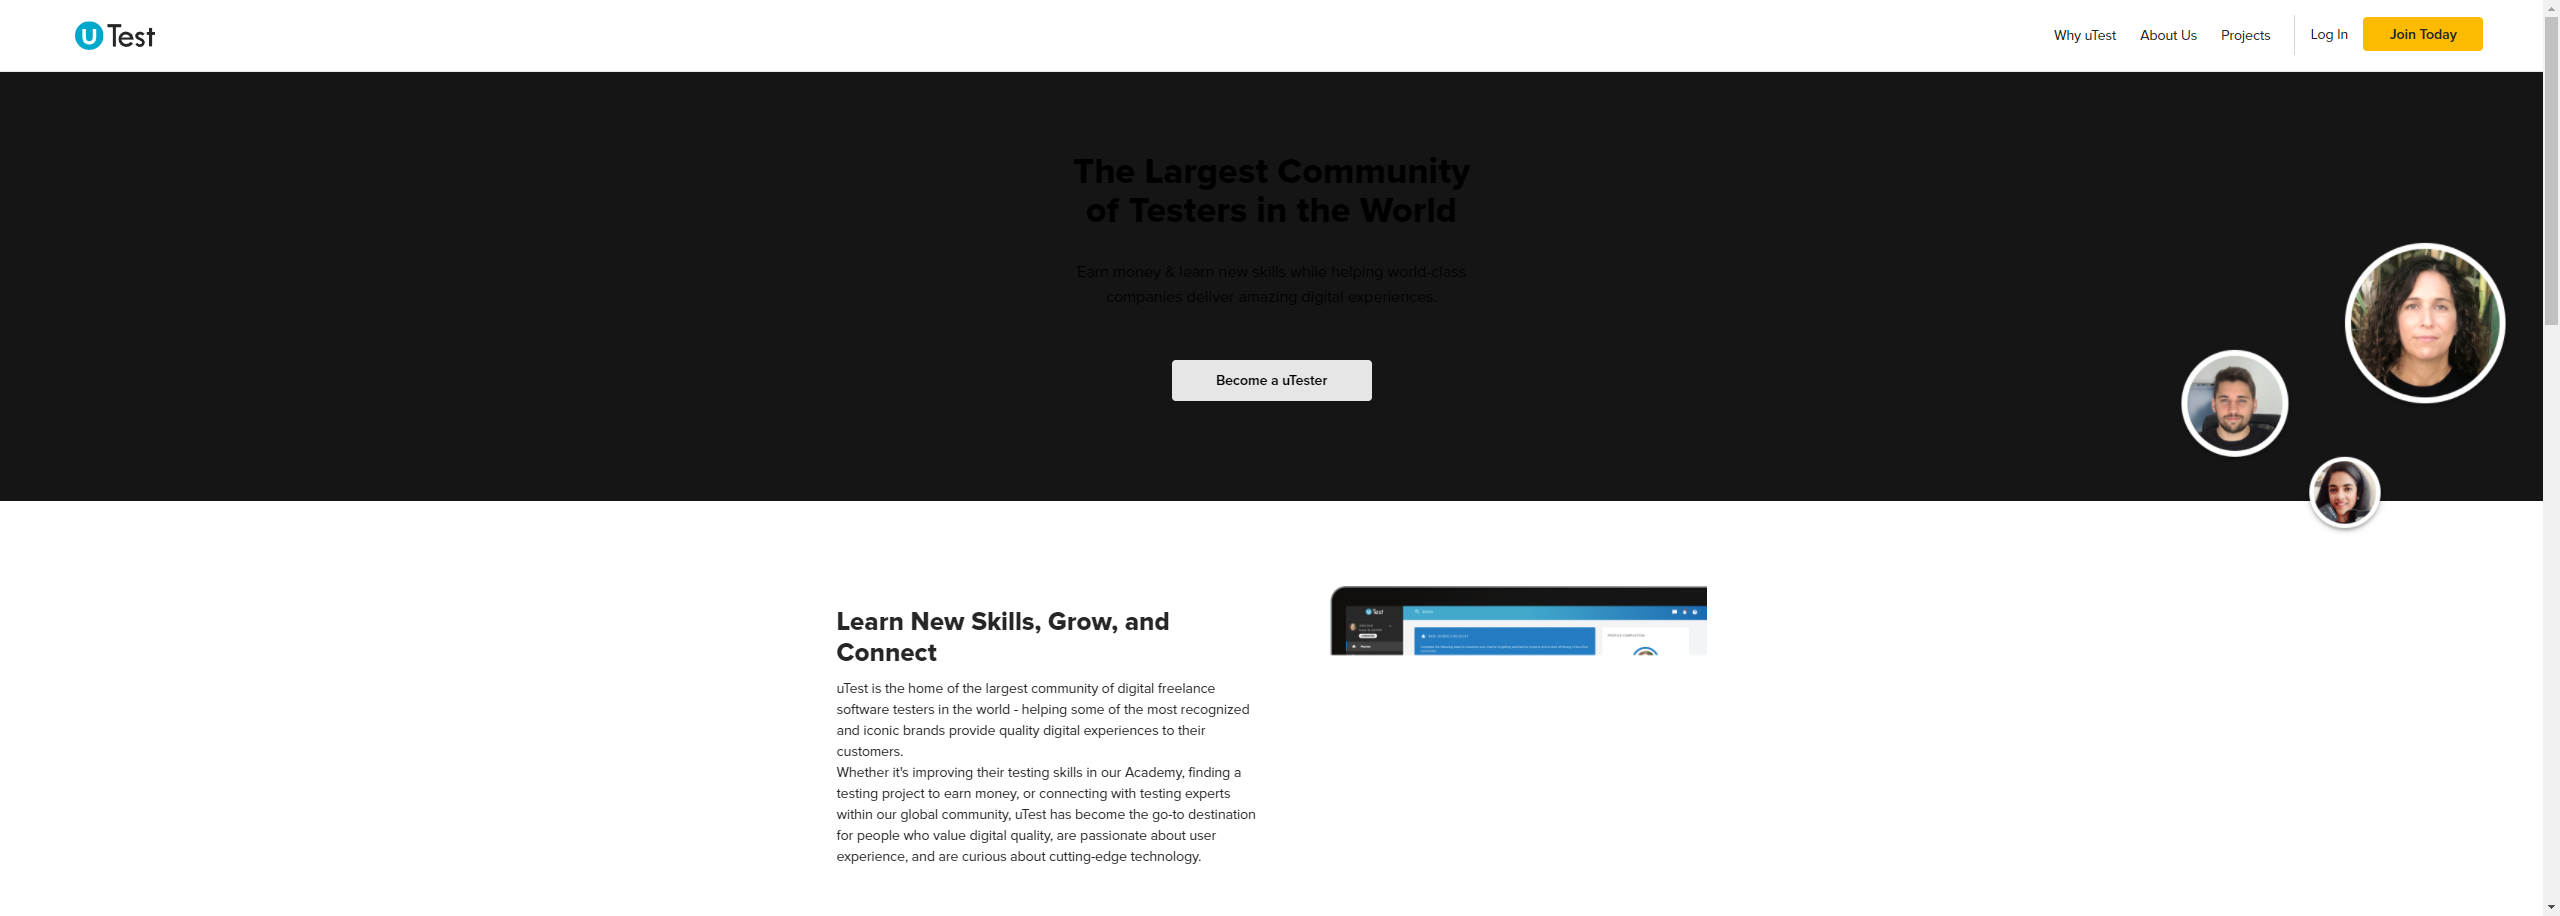 uTest
Why uTest About Us Projects Log In Join Today
The Largest Community
of Testers in the World
Earn money & learn new skills while helping world-class
companies deliver amazing digital experiences.
Become a uTester
Learn New Skills, Grow, and
Connect
uTest is the home of the largest community of digital freelance
software testers in the world - helping some of the most recognized
and iconic brands provide quality digital experiences to their
customers.
Whether it's improving their testing skills in our Academy, finding a
testing project to earn money, or connecting with testing experts
within our global community, uTest has become the go-to destination
for people who value digital quality, are passionate about user
experience, and are curious about cutting-edge technology.
uTest
Home
PROFILE COMPLETION